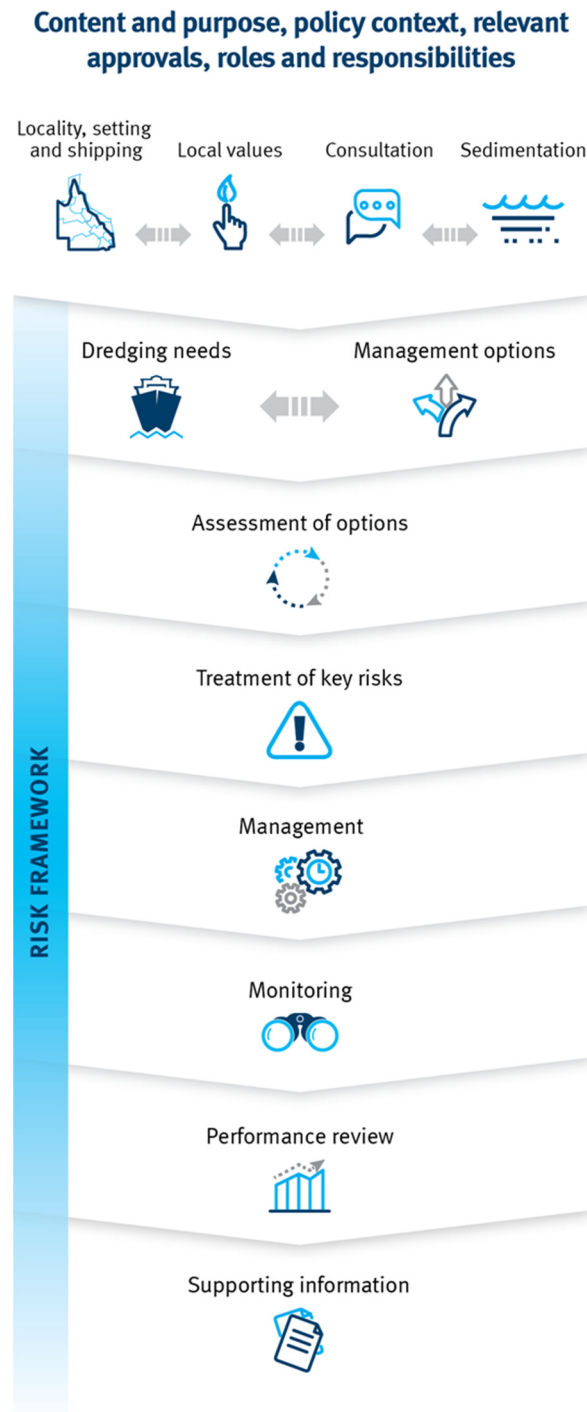 Content and purpose, policy context, relevant
approvals, roles and responsibilities
Locality, setting
and shipping
Local values
Consultation
Sedimentation
Dredging needs
Management options
Assessment of options
Treatment of key risks
Management
RISK FRAMEWORK
Monitoring
Performance review
Supporting information